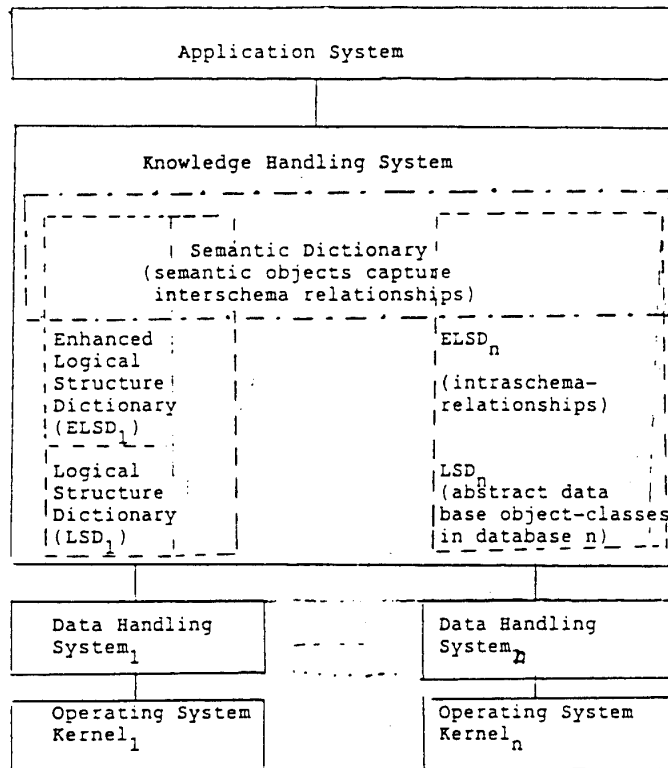 Application System
Knowledge Handling System
Semantic Dictionary
(semantic objects capture
interschema relationships)
Enhanced
Logical
Structure
Dictionary
(ELSD1)
Logical
Structure
Dictionary
(LSD1)
ELSDn
(intraschema-
relationships)
LSDn
(abstract data
base object-classes
in database n)
Data Handling
System1
Data Handling
Systemn
Operating System
Kernel1
Operating System
Kerneln